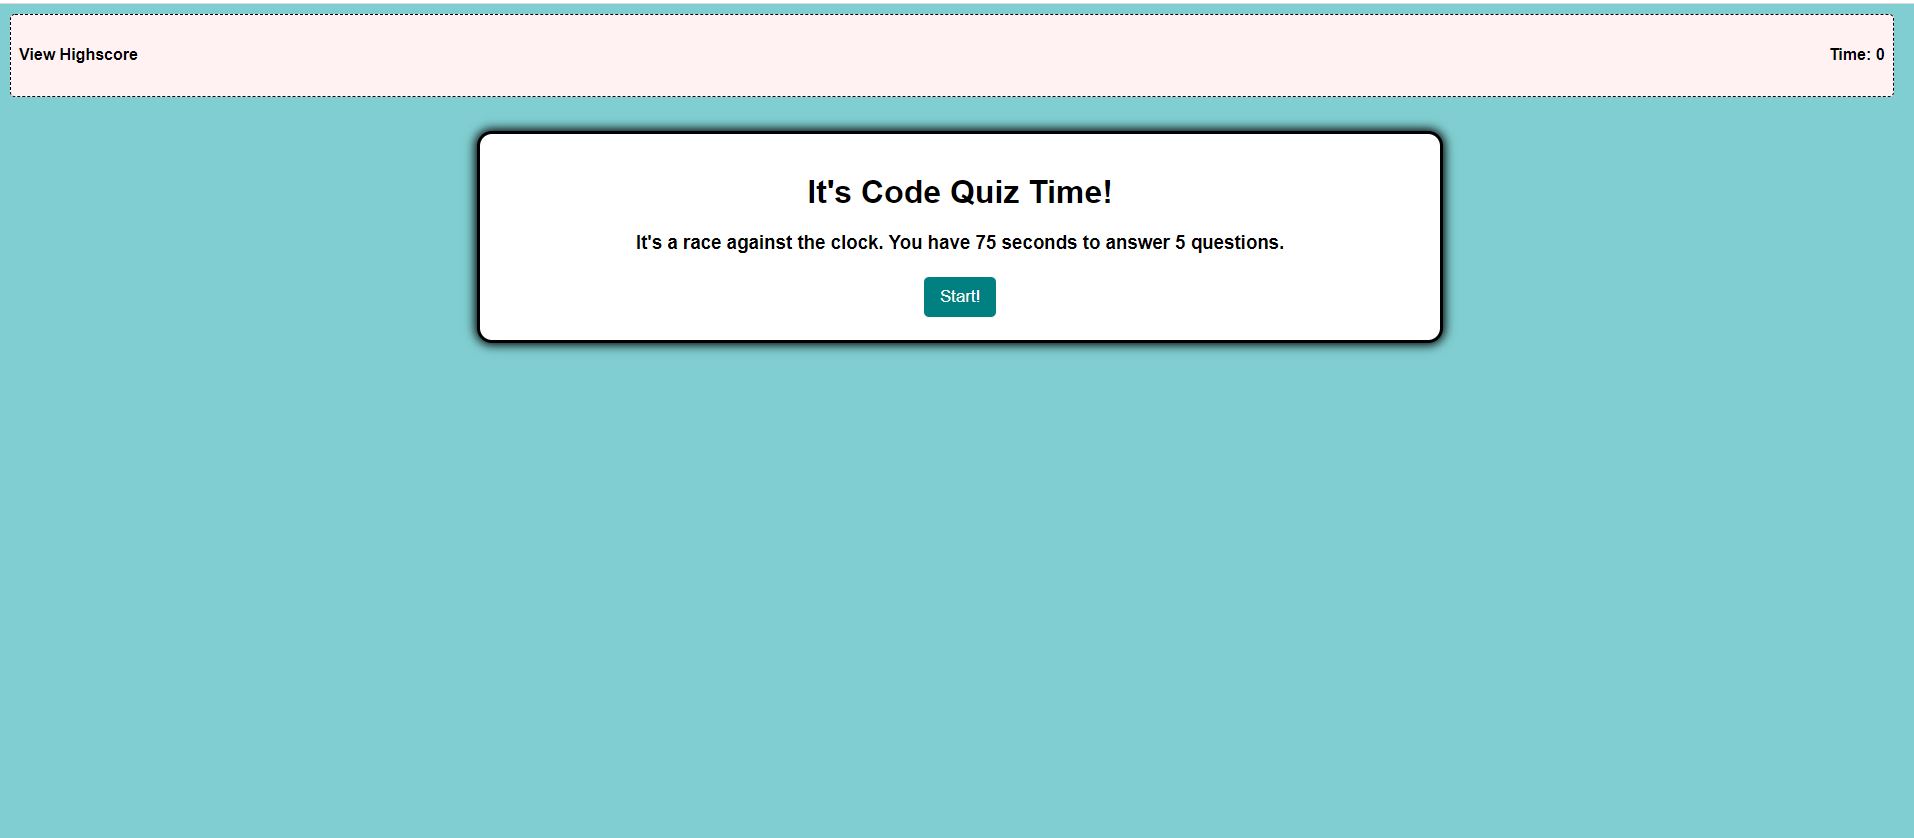 View Highscore
Time: 0
It's Code Quiz Time!
It's a race against the clock. You have 75 seconds to answer 5 questions.
Start!